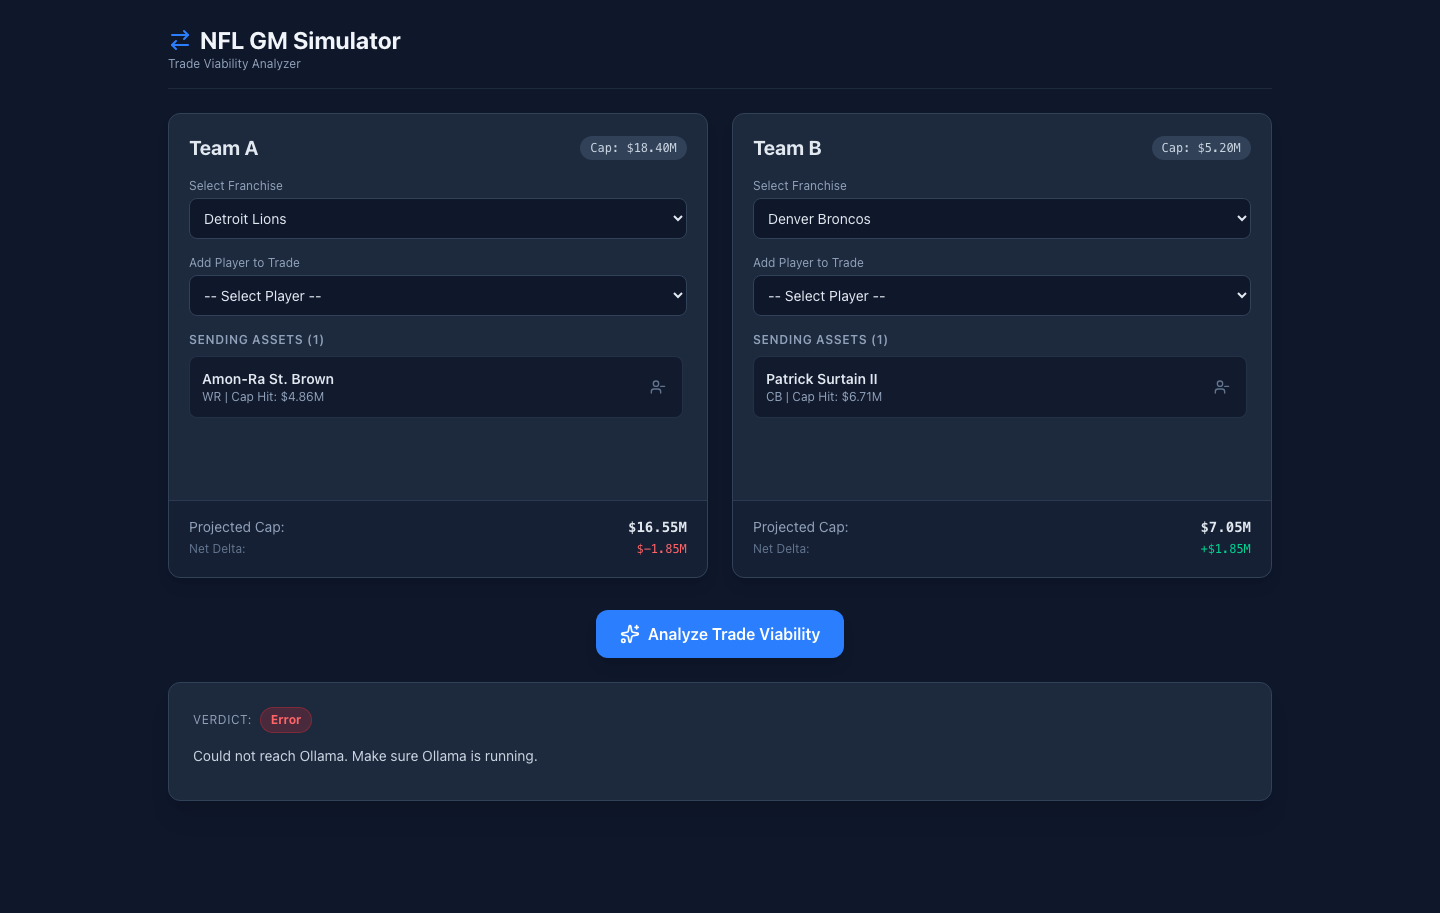 NFL GM Simulator
Trade Viability Analyzer
Team A
Cap: $18.40M
Select Franchise
Detroit Lions
Add Player to Trade
-- Select Player --
SENDING ASSETS (1)
Amon-Ra St. Brown
WR | Cap Hit: $4.86M
Projected Cap:
$16.55M
Net Delta:
$-1.85M
Team B
Cap: $5.20M
Select Franchise
Denver Broncos
Add Player to Trade
-- Select Player --
SENDING ASSETS (1)
Patrick Surtain II
CB | Cap Hit: $6.71M
Projected Cap:
$7.05M
Net Delta:
+$1.85M
Analyze Trade Viability
VERDICT: Error
Could not reach Ollama. Make sure Ollama is running.